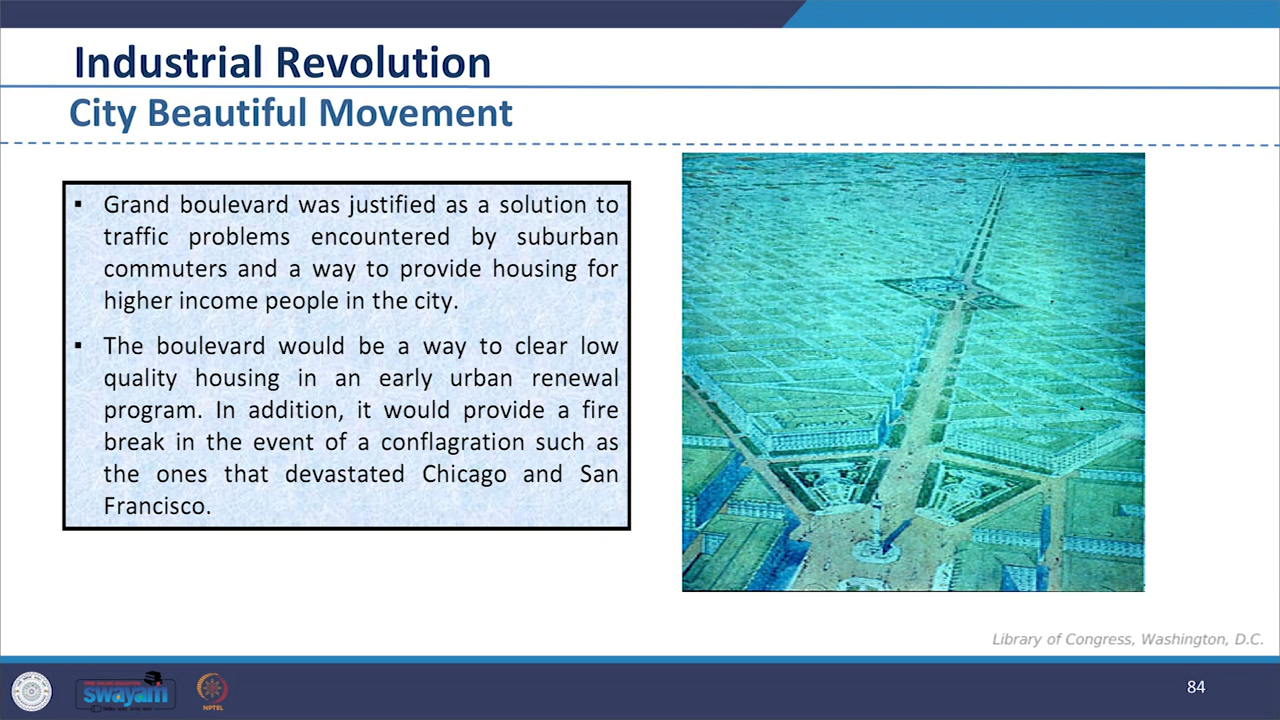 Industrial Revolution
City Beautiful Movement
▪ Grand boulevard was justified as a solution to
traffic problems encountered by suburban
commuters and a way to provide housing for
higher income people in the city.
▪ The boulevard would be a way to clear low
quality housing in an early urban renewal
program. In addition, it would provide a fire
break in the event of a conflagration such as
the ones that devastated Chicago and San
Francisco.
Library of Congress, Washington, D.C.
swayam
NPTEL
84